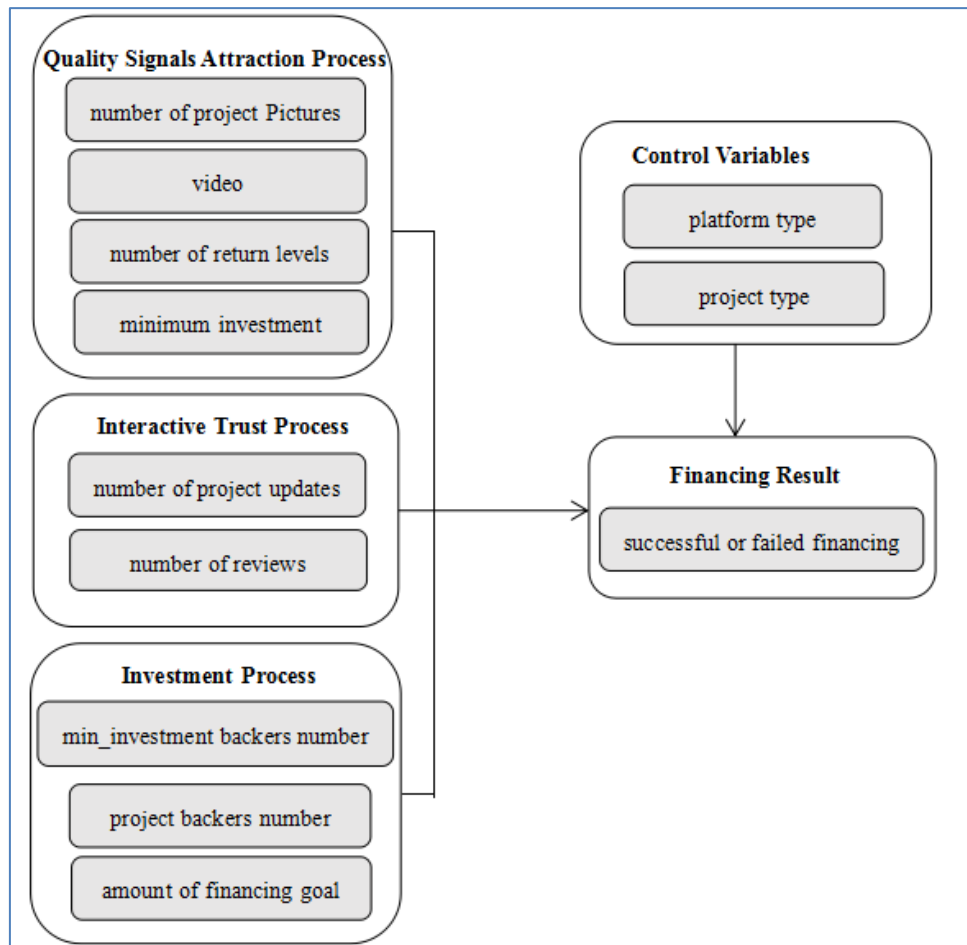 Quality Signals Attraction Process
number of project Pictures
video
number of return levels
minimum investment
Interactive Trust Process
number of project updates
number of reviews
Investment Process
min_investment backers number
project backers number
amount of financing goal
Control Variables
platform type
project type
Financing Result
successful or failed financing